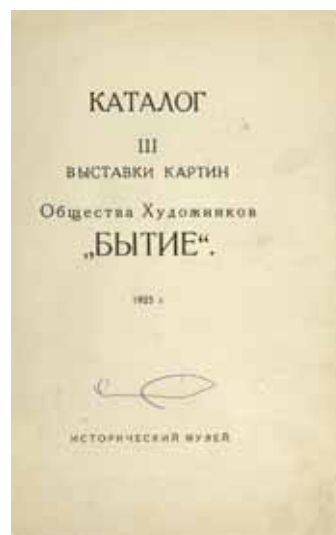 КАТАЛОГ
III
ВЫСТАВКИ КАРТИН
Общества Художников
„БЫТИЕ“.
г.
ИСТОРИЧЕСКИЙ МУЗЕЙ